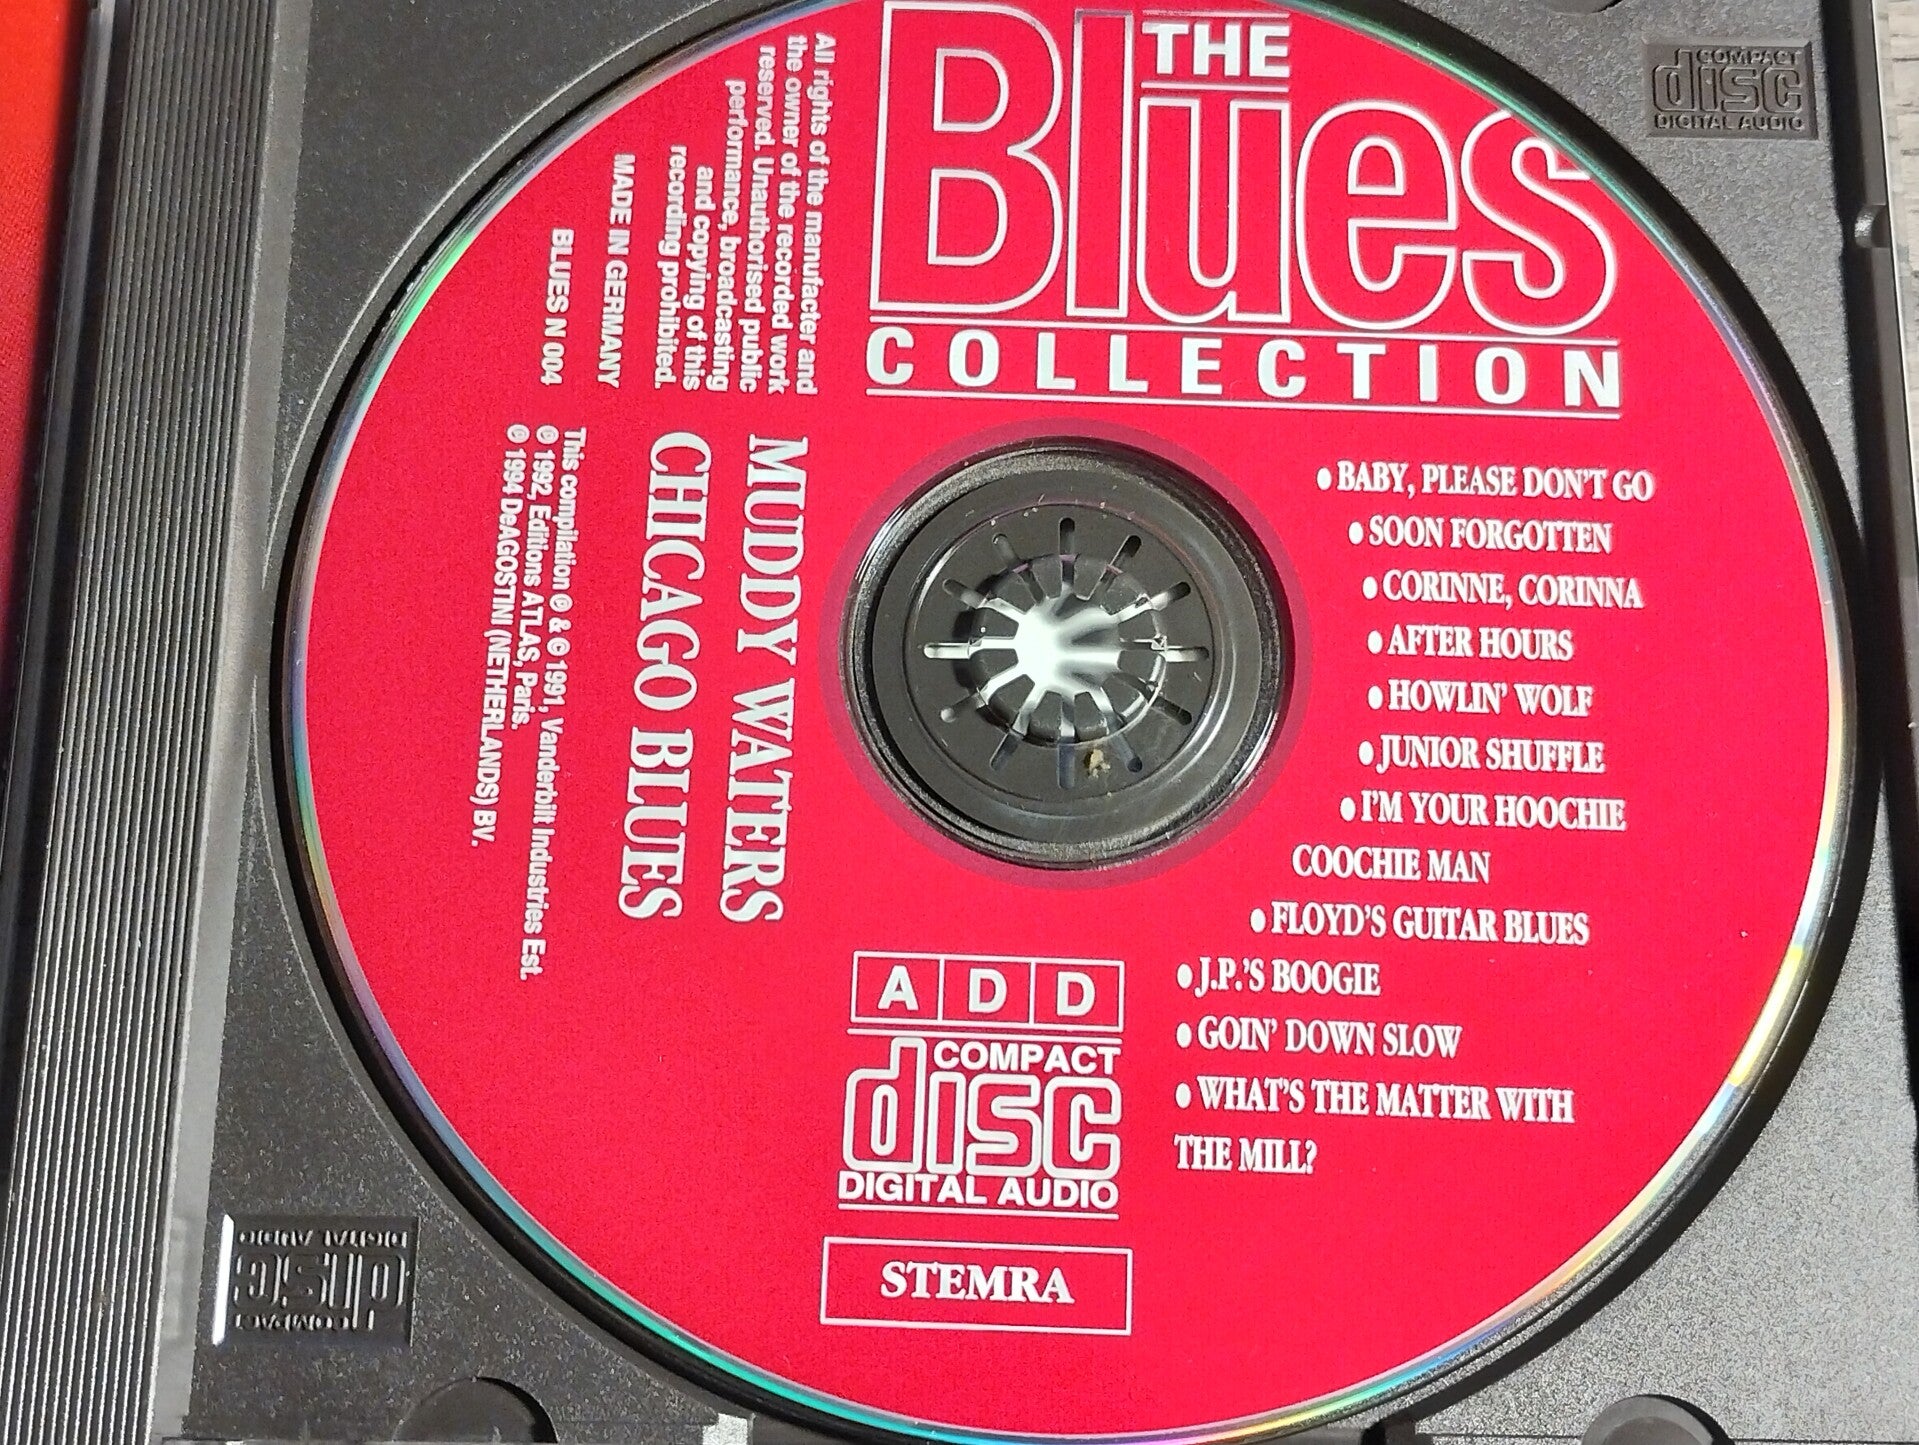 THE
Blues
COLLECTION
All rights of the manufacter and
the owner of the recorded work
reserved. Unauthorised public
performance, broadcasting
and copying of this
recording prohibited.
MADE IN GERMANY
BLUES N 004
MUDDY WATERS
CHICAGO BLUES
This compilation ℗ & © 1991, Vanderbilt Industries Est.
© 1992, Editions ATLAS, Paris.
© 1994 DeAGOSTINI (NETHERLANDS) BV.
• BABY, PLEASE DON'T GO
• SOON FORGOTTEN
• CORINNE, CORINNA
• AFTER HOURS
• HOWLIN' WOLF
• JUNIOR SHUFFLE
• I'M YOUR HOOCHIE
COOCHIE MAN
• FLOYD'S GUITAR BLUES
• J.P.'S BOOGIE
• GOIN' DOWN SLOW
• WHAT'S THE MATTER WITH
THE MILL?
A D D
COMPACT
disc
DIGITAL AUDIO
STEMRA
COMPACT
disc
DIGITAL AUDIO
COMPACT
disc
DIGITAL AUDIO